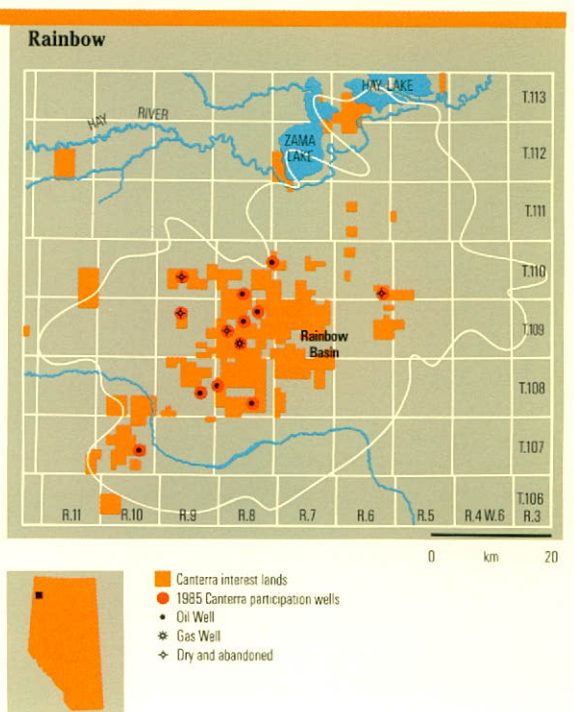 Rainbow
HAY LAKE
T.113
HAY RIVER
ZAMA
LAKE
T.112
T.111
T.110
T.109
Rainbow
Basin
T.108
T.107
T.106
R.11 R.10 R.9 R.8 R.7 R.6 R.5 R.4 W.6 R.3
0 km 20
Canterra interest lands
1985 Canterra participation wells
Oil Well
Gas Well
Dry and abandoned